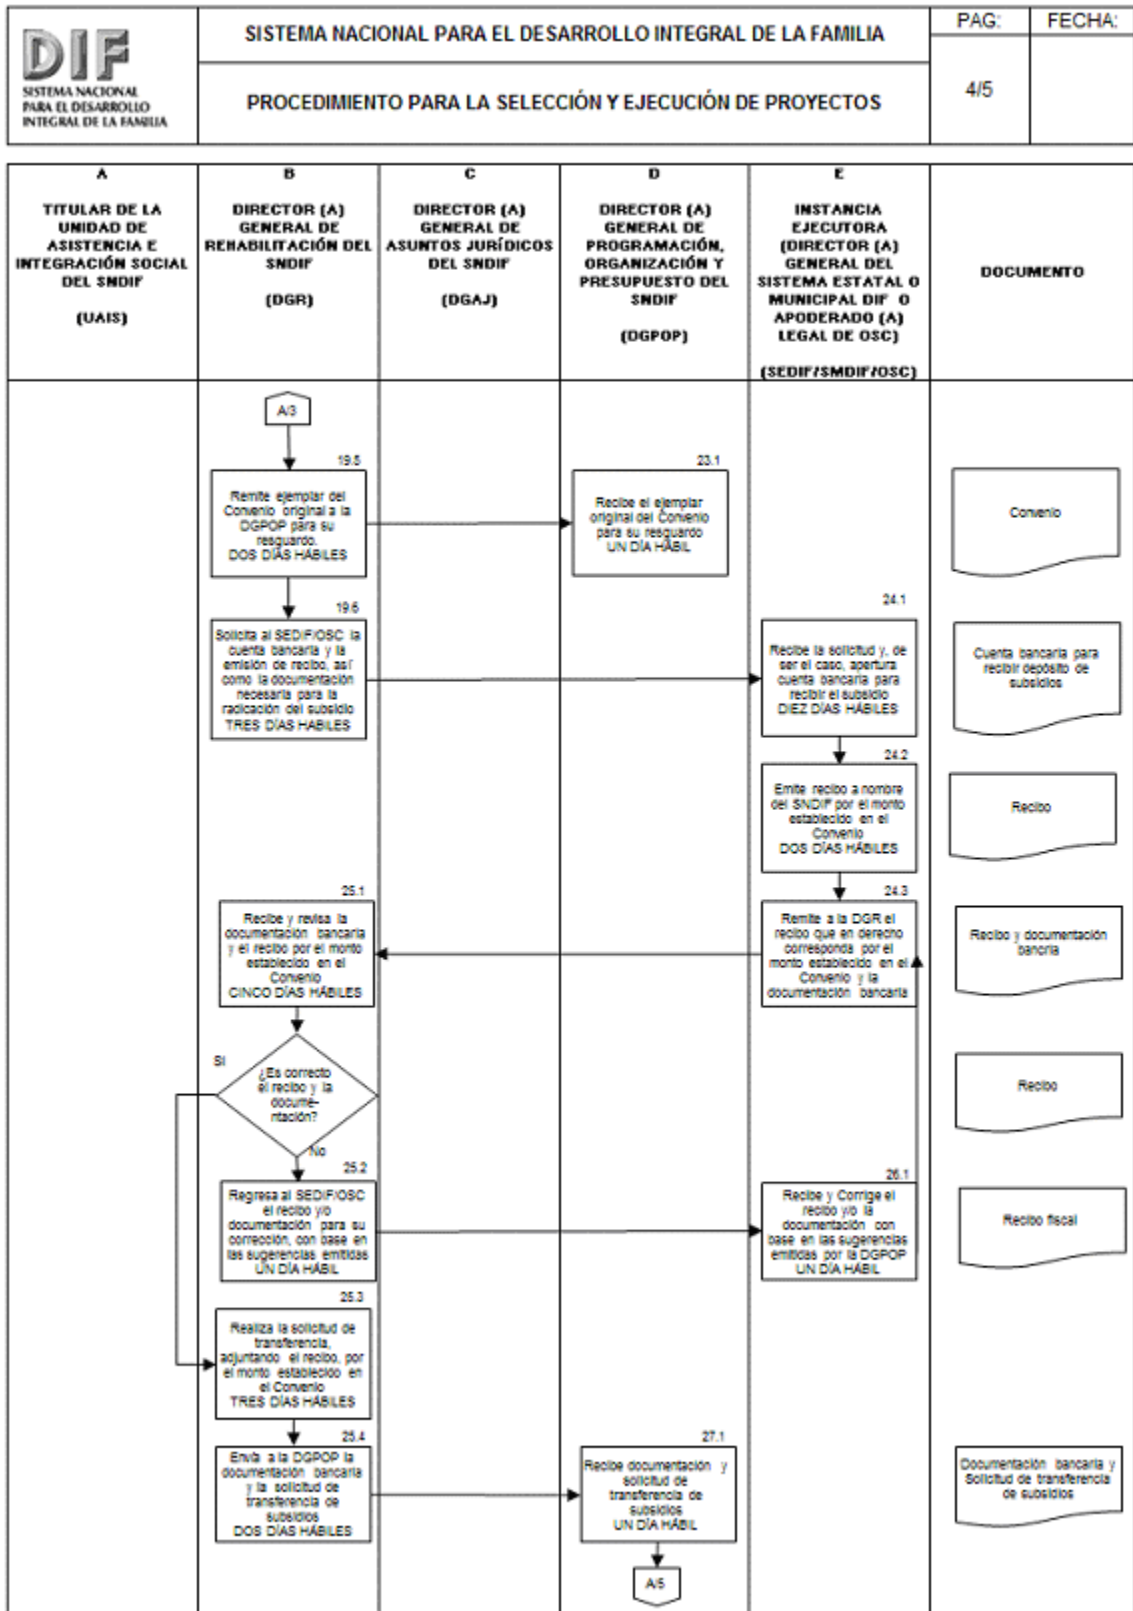 DIF
SISTEMA NACIONAL
PARA EL DESARROLLO
INTEGRAL DE LA FAMILIA
SISTEMA NACIONAL PARA EL DESARROLLO INTEGRAL DE LA FAMILIA
PROCEDIMIENTO PARA LA SELECCIÓN Y EJECUCIÓN DE PROYECTOS
PAG:
FECHA:
4/5
A
TITULAR DE LA
UNIDAD DE
ASISTENCIA E
INTEGRACIÓN SOCIAL
DEL SNDIF
(UAIS)
B
DIRECTOR (A)
GENERAL DE
REHABILITACIÓN DEL
SNDIF
(DGR)
C
DIRECTOR (A)
GENERAL DE
ASUNTOS JURÍDICOS
DEL SNDIF
(DGAJ)
D
DIRECTOR (A)
GENERAL DE
PROGRAMACIÓN,
ORGANIZACIÓN Y
PRESUPUESTO DEL
SNDIF
(DGPOP)
E
INSTANCIA
EJECUTORA
(DIRECTOR (A)
GENERAL DEL
SISTEMA ESTATAL O
MUNICIPAL DIF O
APODERADO (A)
LEGAL DE OSC)
(SEDIF/SMDIF/OSC)
DOCUMENTO
A/3
19.5
Remite ejemplar del
Convenio original a la
DGPOP para su
resguardo.
DOS DÍAS HÁBILES
23.1
Recibe el ejemplar
original del Convenio
para su resguardo
UN DÍA HÁBIL
Convenio
19.6
Solicita al SEDIF/OSC la
cuenta bancaria y la
emisión de recibo, así
como la documentación
necesaria para la
radicación del subsidio
TRES DÍAS HÁBILES
24.1
Recibe la solicitud y, de
ser el caso, apertura
cuenta bancaria para
recibir el subsidio
DIEZ DÍAS HÁBILES
Cuenta bancaria para
recibir depósito de
subsidios
24.2
Emite recibo a nombre
del SNDIF por el monto
establecido en el
Convenio
DOS DÍAS HÁBILES
Recibo
25.1
Recibe y revisa la
documentación bancaria
y el recibo por el monto
establecido en el
Convenio
CINCO DÍAS HÁBILES
24.3
Remite a la DGR el
recibo que en derecho
corresponda por el
monto establecido en el
Convenio y la
documentación bancaria
Recibo y documentación
bancria
SI
¿Es correcto
el recibo y la
docume-
ntación?
No
Recibo
25.2
Regresa al SEDIF/OSC
el recibo y/o
documentación para su
corrección, con base en
las sugerencias emitidas
UN DÍA HÁBIL
26.1
Recibe y Corrige el
recibo y/o la
documentación con
base en las sugerencias
emitidas por la DGPOP
UN DÍA HÁBIL
Recibo fiscal
25.3
Realiza la solicitud de
transferencia,
adjuntando el recibo, por
el monto establecido en
el Convenio
TRES DÍAS HÁBILES
25.4
Envía a la DGPOP la
documentación bancaria
y la solicitud de
transferencia de
subsidios
DOS DÍAS HÁBILES
27.1
Recibe documentación y
solicitud de
transferencia de
subsidios
UN DÍA HÁBIL
Documentación bancaria y
Solicitud de transferencia
de subsidios
A/5